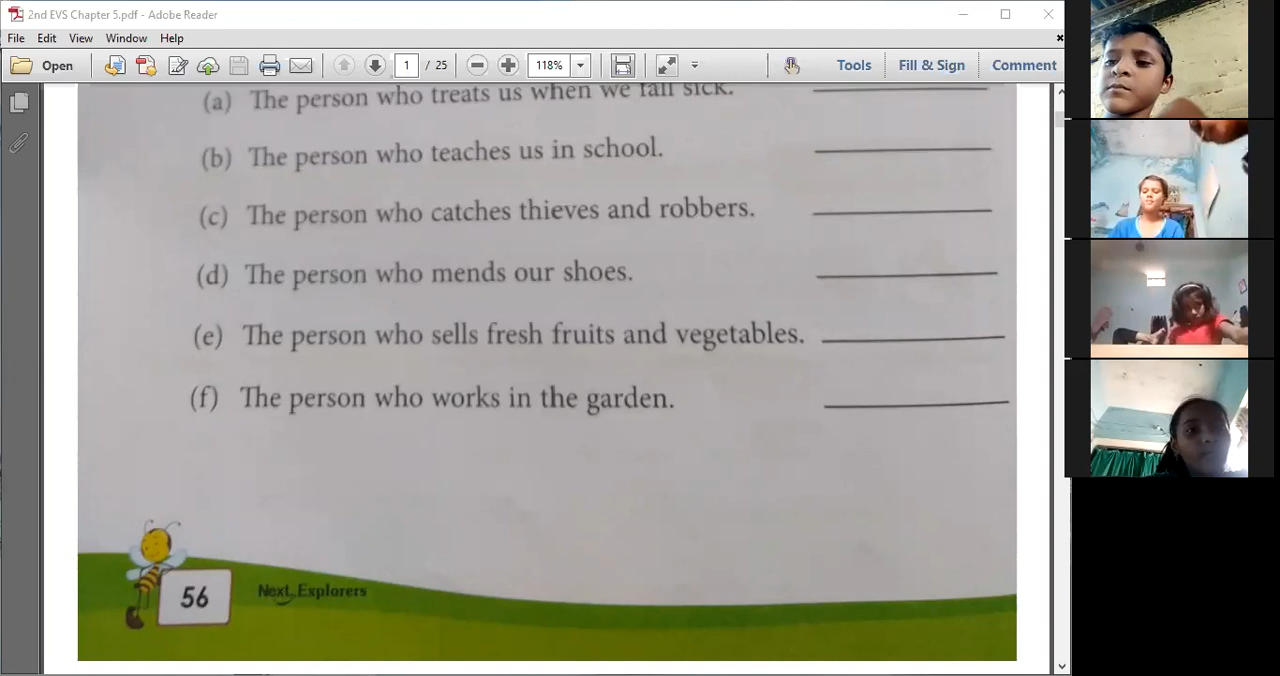 2nd EVS Chapter 5.pdf - Adobe Reader
File Edit View Window Help
Open 1 / 25 118% Tools Fill & Sign Comment
(a) The person who treats us when we fall sick.
(b) The person who teaches us in school.
(c) The person who catches thieves and robbers.
(d) The person who mends our shoes.
(e) The person who sells fresh fruits and vegetables.
(f) The person who works in the garden.
56 Next Explorers